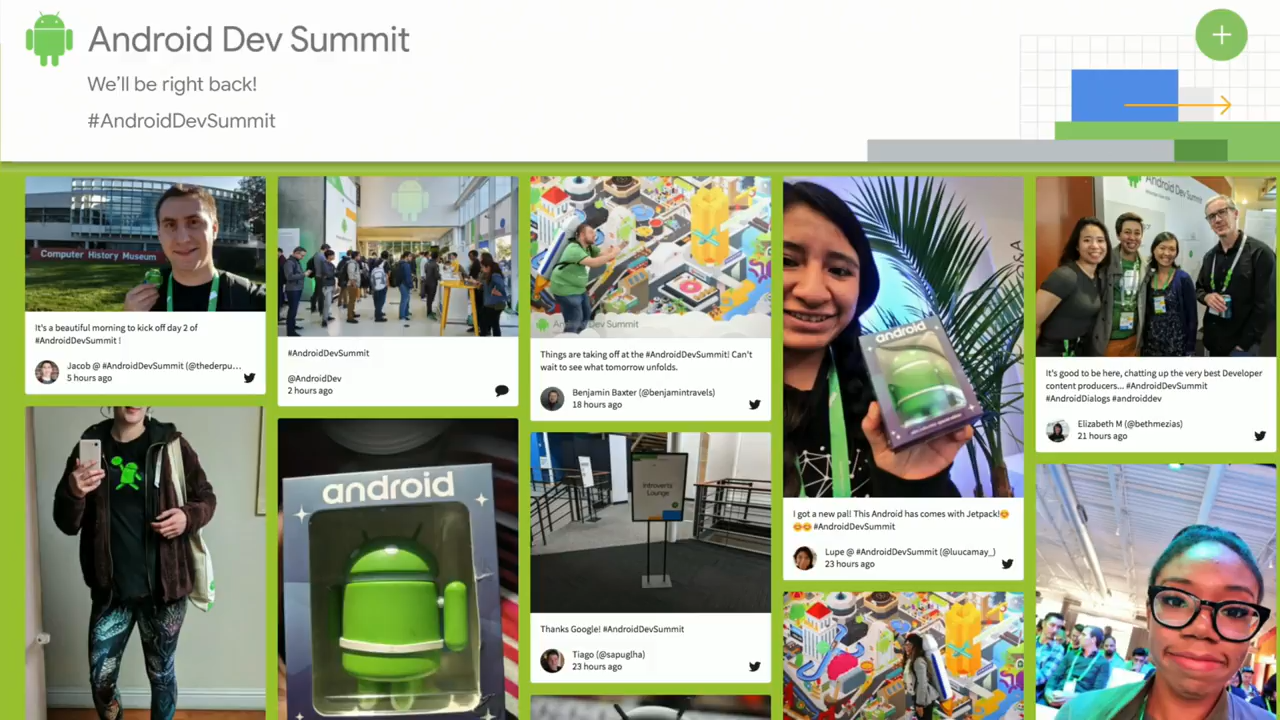 Android Dev Summit
We'll be right back!
#AndroidDevSummit
Computer History Museum
It's a beautiful morning to kick off day 2 of
#AndroidDevSummit !
Jacob @ #AndroidDevSummit (@thederpu...
5 hours ago
#AndroidDevSummit
@AndroidDev
2 hours ago
android
Android Dev Summit
Things are taking off at the #AndroidDevSummit! Can't
wait to see what tomorrow unfolds.
Benjamin Baxter (@benjamintravels)
18 hours ago
Introverts
Lounge
Thanks Google! #AndroidDevSummit
Tiago (@sapuglha)
23 hours ago
android
I got a new pal! This Android has comes with Jetpack!😊
😊😊 #AndroidDevSummit
Lupe @ #AndroidDevSummit (@luucamay_)
23 hours ago
Android Dev Summit
It's good to be here, chatting up the very best Developer
content producers... #AndroidDevSummit
#AndroidDialogs #androiddev
Elizabeth M (@bethmezias)
21 hours ago